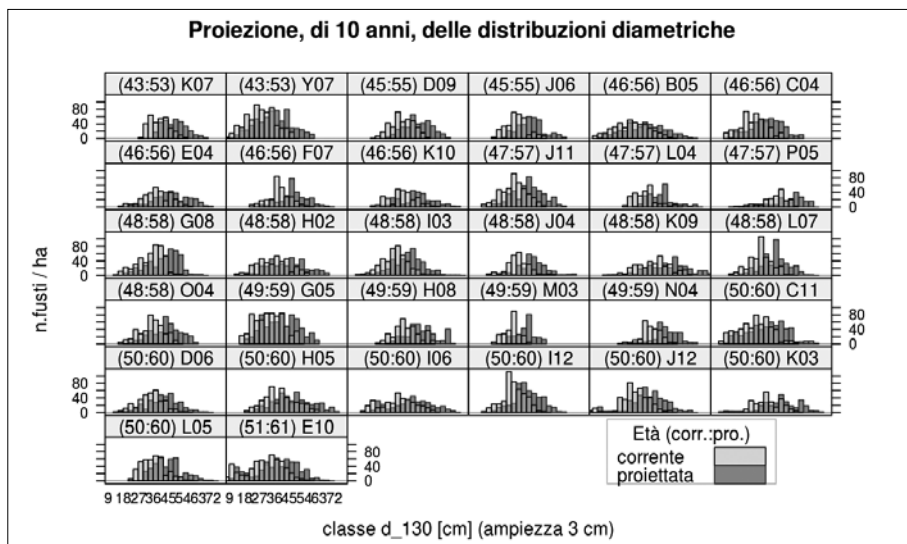 Proiezione, di 10 anni, delle distribuzioni diametriche
(43:53) K07 (43:53) Y07 (45:55) D09 (45:55) J06 (46:56) B05 (46:56) C04
80
40
0
(46:56) E04 (46:56) F07 (46:56) K10 (47:57) J11 (47:57) L04 (47:57) P05
80
40
0
(48:58) G08 (48:58) H02 (48:58) I03 (48:58) J04 (48:58) K09 (48:58) L07
80
40
0
(48:58) O04 (49:59) G05 (49:59) H08 (49:59) M03 (49:59) N04 (50:60) C11
80
40
0
(50:60) D06 (50:60) H05 (50:60) I06 (50:60) I12 (50:60) J12 (50:60) K03
80
40
0
(50:60) L05 (51:61) E10
80
40
0
9 18273645546372 9 18273645546372
n.fusti / ha
classe d_130 [cm] (ampiezza 3 cm)
Età (corr.:pro.)
corrente
proiettata